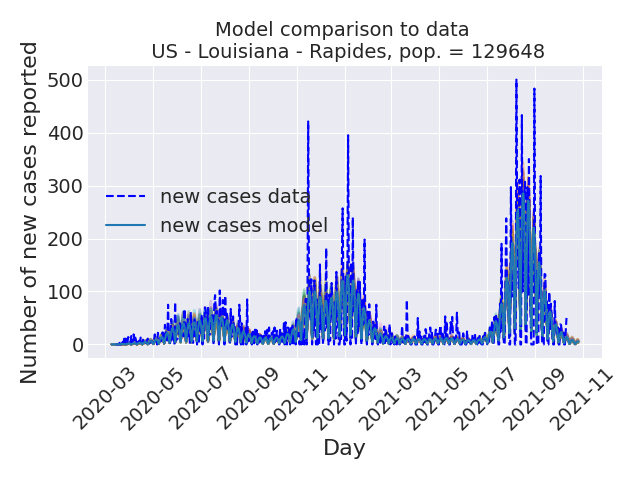 Model comparison to data
US - Louisiana - Rapides, pop. = 129648
Number of new cases reported
500
400
300
200
100
0
new cases data
new cases model
2020-03
2020-05
2020-07
2020-09
2020-11
2021-01
2021-03
2021-05
2021-07
2021-09
2021-11
Day